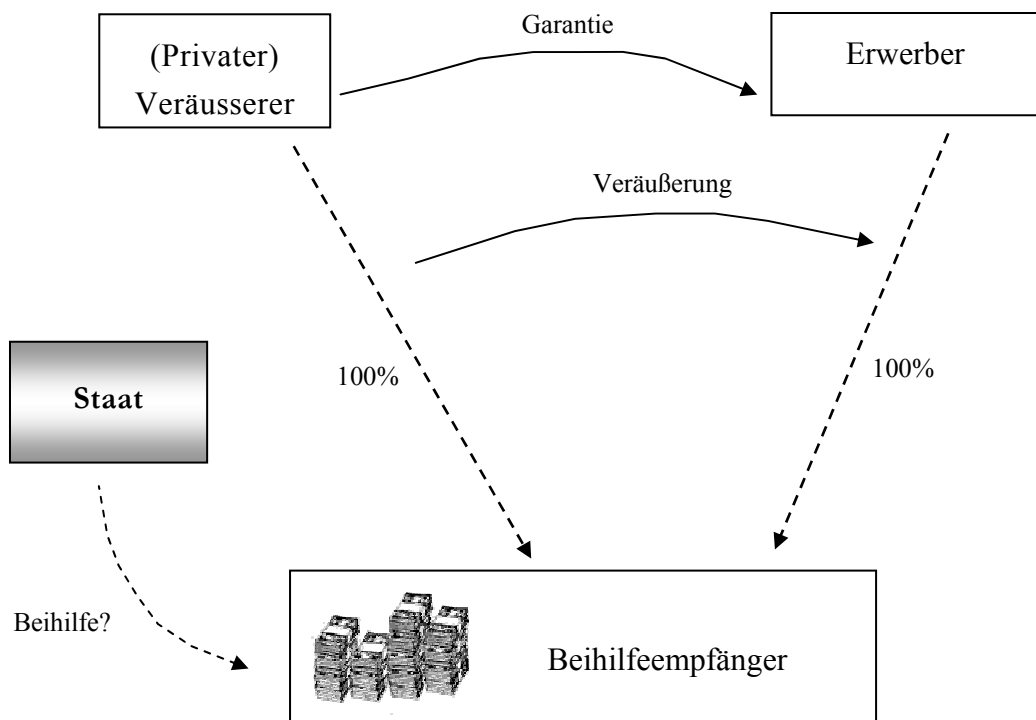 Garantie
(Privater)
Veräusserer
Erwerber
Veräußerung
100%
100%
Staat
Beihilfe?
Beihilfeempfänger